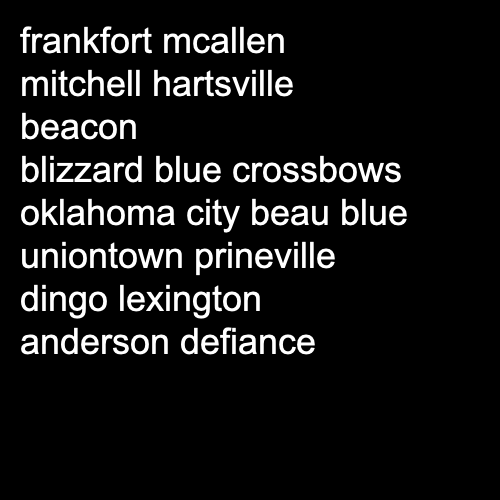 frankfort mcallen
mitchell hartsville
beacon
blizzard blue crossbows
oklahoma city beau blue
uniontown prineville
dingo lexington
anderson defiance